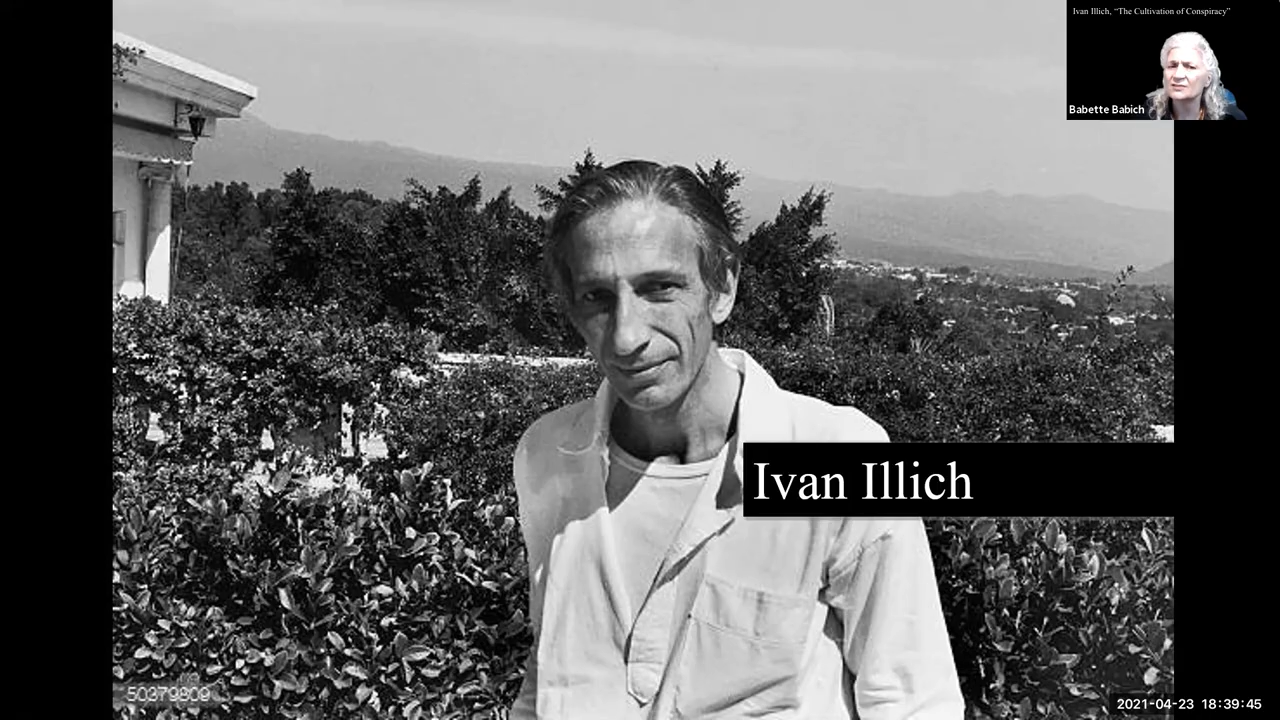 Ivan Illich, “The Cultivation of Conspiracy”
Babette Babich
Ivan Illich
50379809
2021-04-23 18:39:45